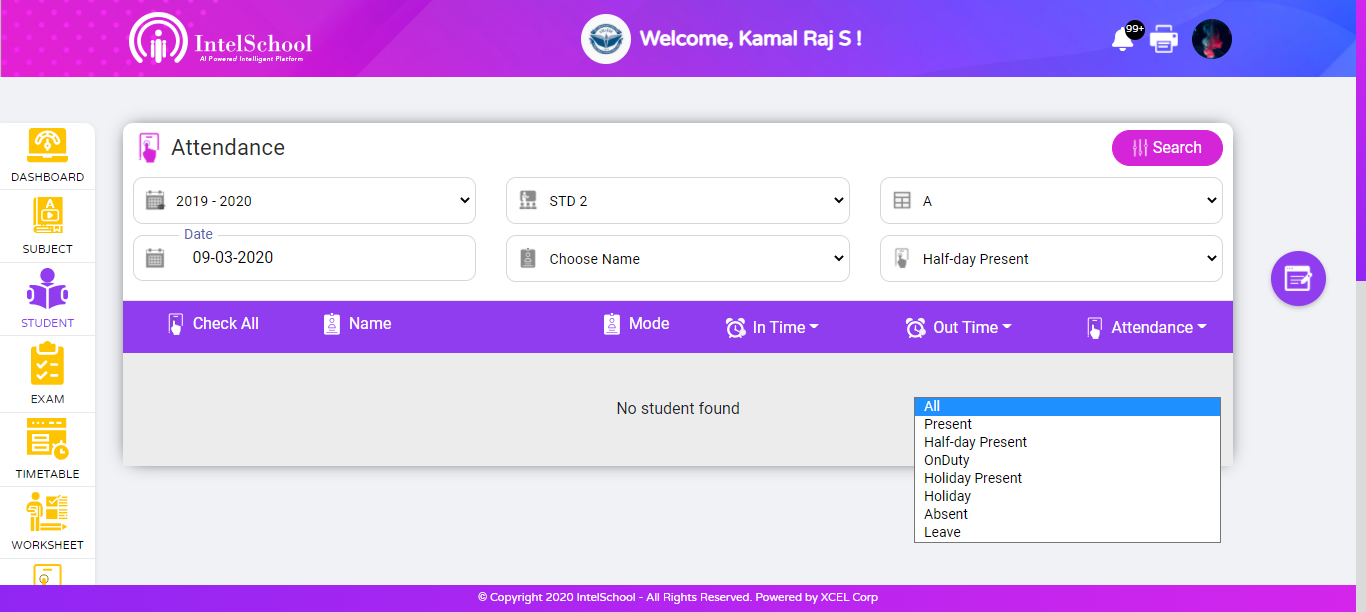 IntelSchool
AI Powered Intelligent Platform
Welcome, Kamal Raj S !
99+
DASHBOARD
SUBJECT
STUDENT
EXAM
TIMETABLE
WORKSHEET
Attendance
Search
2019 - 2020
STD 2
A
Date
09-03-2020
Choose Name
Half-day Present
Check All
Name
Mode
In Time
Out Time
Attendance
No student found
All
Present
Half-day Present
OnDuty
Holiday Present
Holiday
Absent
Leave
© Copyright 2020 IntelSchool - All Rights Reserved. Powered by XCEL Corp